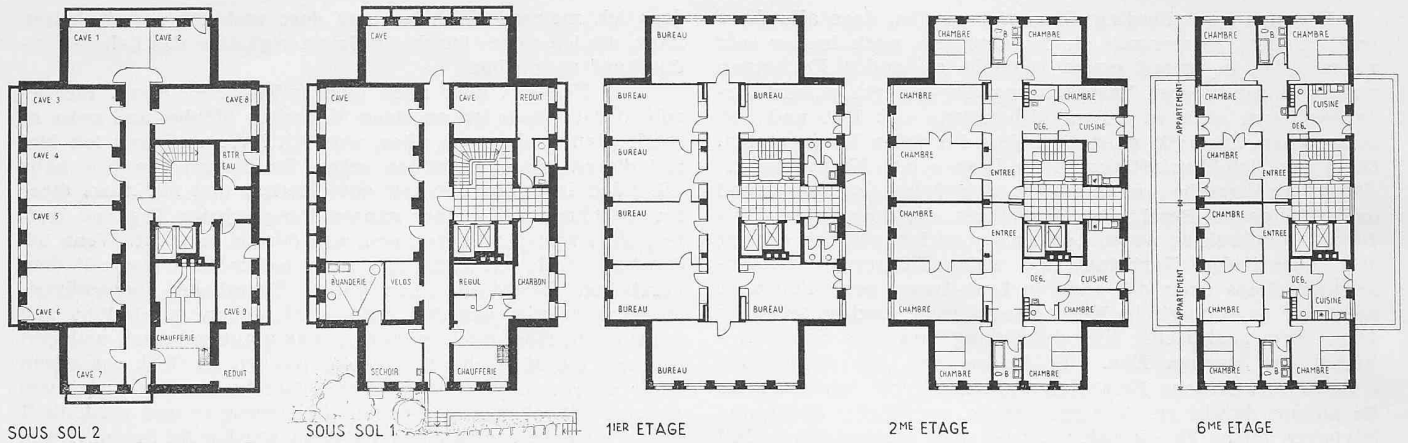 CAVE 1 CAVE 2
CAVE 3 CAVE 8
CAVE 4
BTTR
EAU
CAVE 5
CAVE 6 CAVE 9
CHAUFFERIE
CAVE 7 REDUIT
SOUS SOL 2
CAVE
CAVE CAVE REDUIT
BUANDERIE VELOS REGUL CHARBON
SECHOIR CHAUFFERIE
SOUS SOL 1
BUREAU
BUREAU BUREAU
BUREAU
BUREAU
BUREAU
BUREAU BUREAU
BUREAU
1IER ETAGE
CHAMBRE B CHAMBRE
CHAMBRE CHAMBRE
DEG. CUISINE
CHAMBRE
ENTREE
CHAMBRE
ENTREE
DEG. CUISINE
CHAMBRE CHAMBRE
CHAMBRE B CHAMBRE
2ME ETAGE
CHAMBRE B CHAMBRE
APPARTEMENT
CHAMBRE CUISINE
DEG.
CHAMBRE
ENTREE
CHAMBRE
ENTREE
APPARTEMENT
DEG.
CHAMBRE CUISINE
CHAMBRE B CHAMBRE
6ME ETAGE